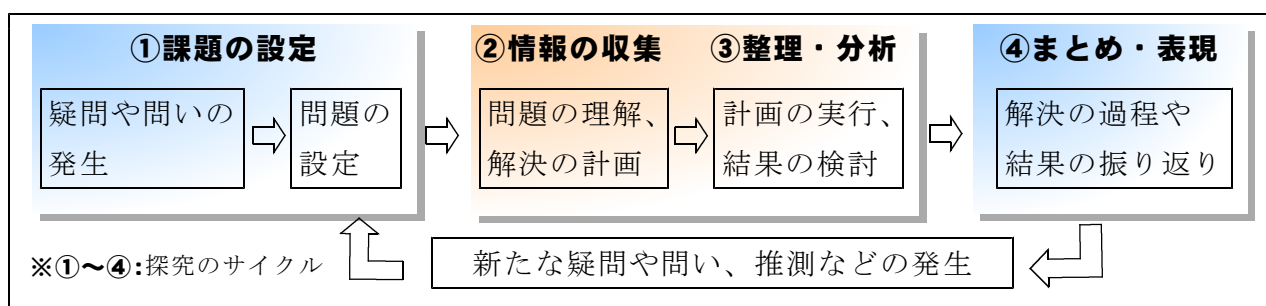 ①課題の設定
疑問や問いの
発生
問題の
設定
②情報の収集
問題の理解、
解決の計画
③整理・分析
計画の実行、
結果の検討
④まとめ・表現
解決の過程や
結果の振り返り
新たな疑問や問い、推測などの発生
※①～④:探究のサイクル